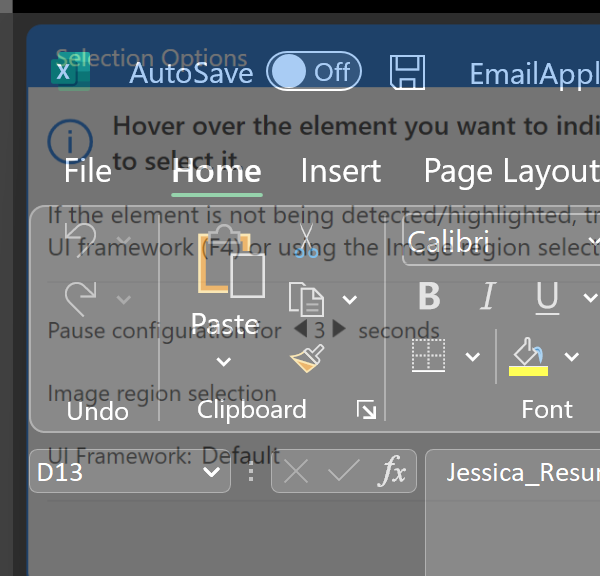 Selection Options
X AutoSave Off EmailAppl
Hover over the element you want to indi
to select it.
File Home Insert Page Layout
If the element is not being detected/highlighted, tr
UI framework (F4) or using the Image region select
Calibri
B I U
Paste
Pause configuration for 3 seconds
Image region selection
Undo Clipboard Font
UI Framework: Default
D13 fx Jessica_Resur